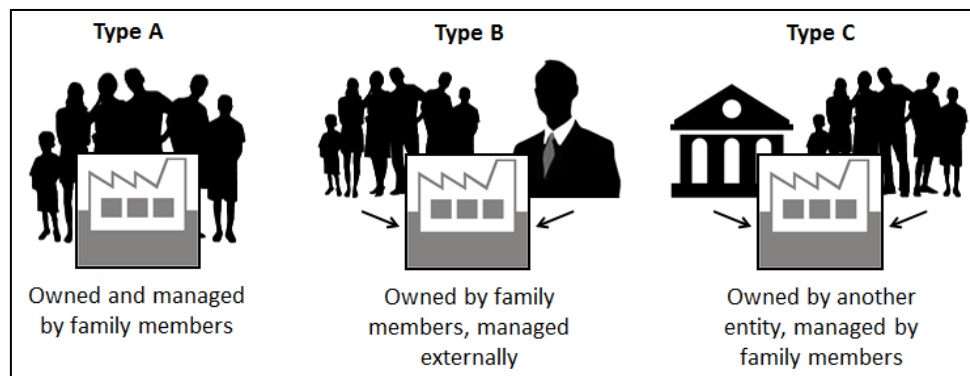 Type A
Type B
Type C
Owned and managed
by family members
Owned by family
members, managed
externally
Owned by another
entity, managed by
family members